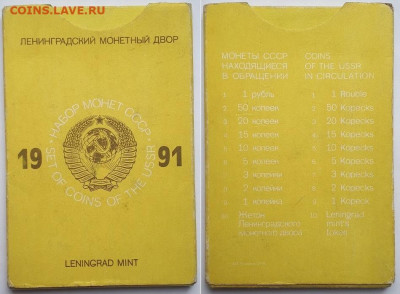 COINS.LAVE.RU
ЛЕНИНГРАДСКИЙ МОНЕТНЫЙ ДВОР
НАБОР МОНЕТ СССР
19 91
SET OF COINS OF THE USSR
LENINGRAD MINT
МОНЕТЫ СССР
НАХОДЯЩИЕСЯ
В ОБРАЩЕНИИ
1 рубль
50 копеек
20 копеек
15 копеек
10 копеек
5 копеек
3 копейки
2 копейки
1 копейка
Жетон
Ленинградского
монетного двора
COINS
OF THE USSR
IN CIRCULATION
1 Rouble
50 Kopecks
20 Kopecks
15 Kopecks
10 Kopecks
5 Kopecks
3 Kopecks
2 Kopecks
1 Kopeck
Leningrad
mint
token